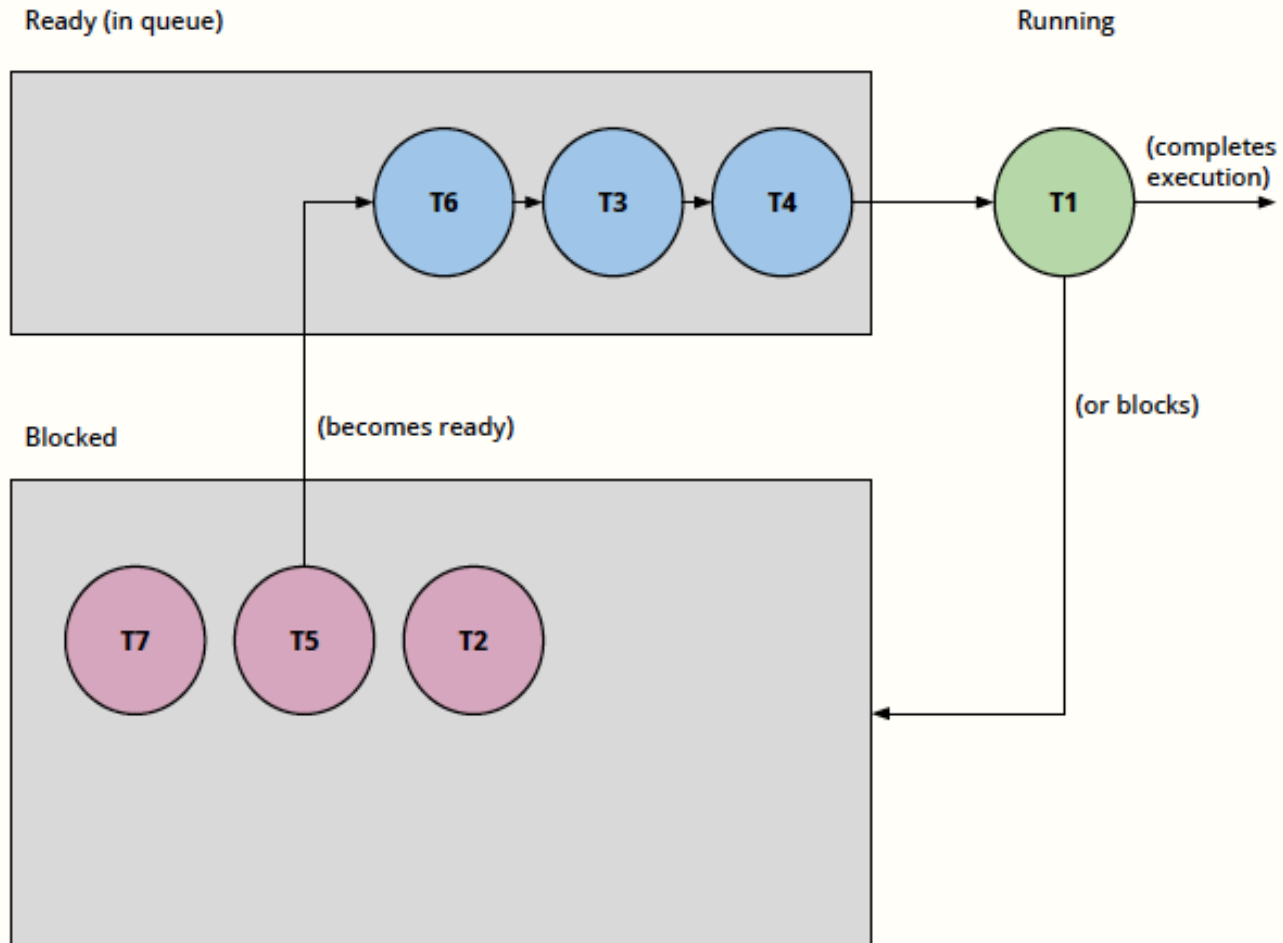 Ready (in queue)
Running
T6
T3
T4
T1
(completes
execution)
(or blocks)
(becomes ready)
Blocked
T7
T5
T2